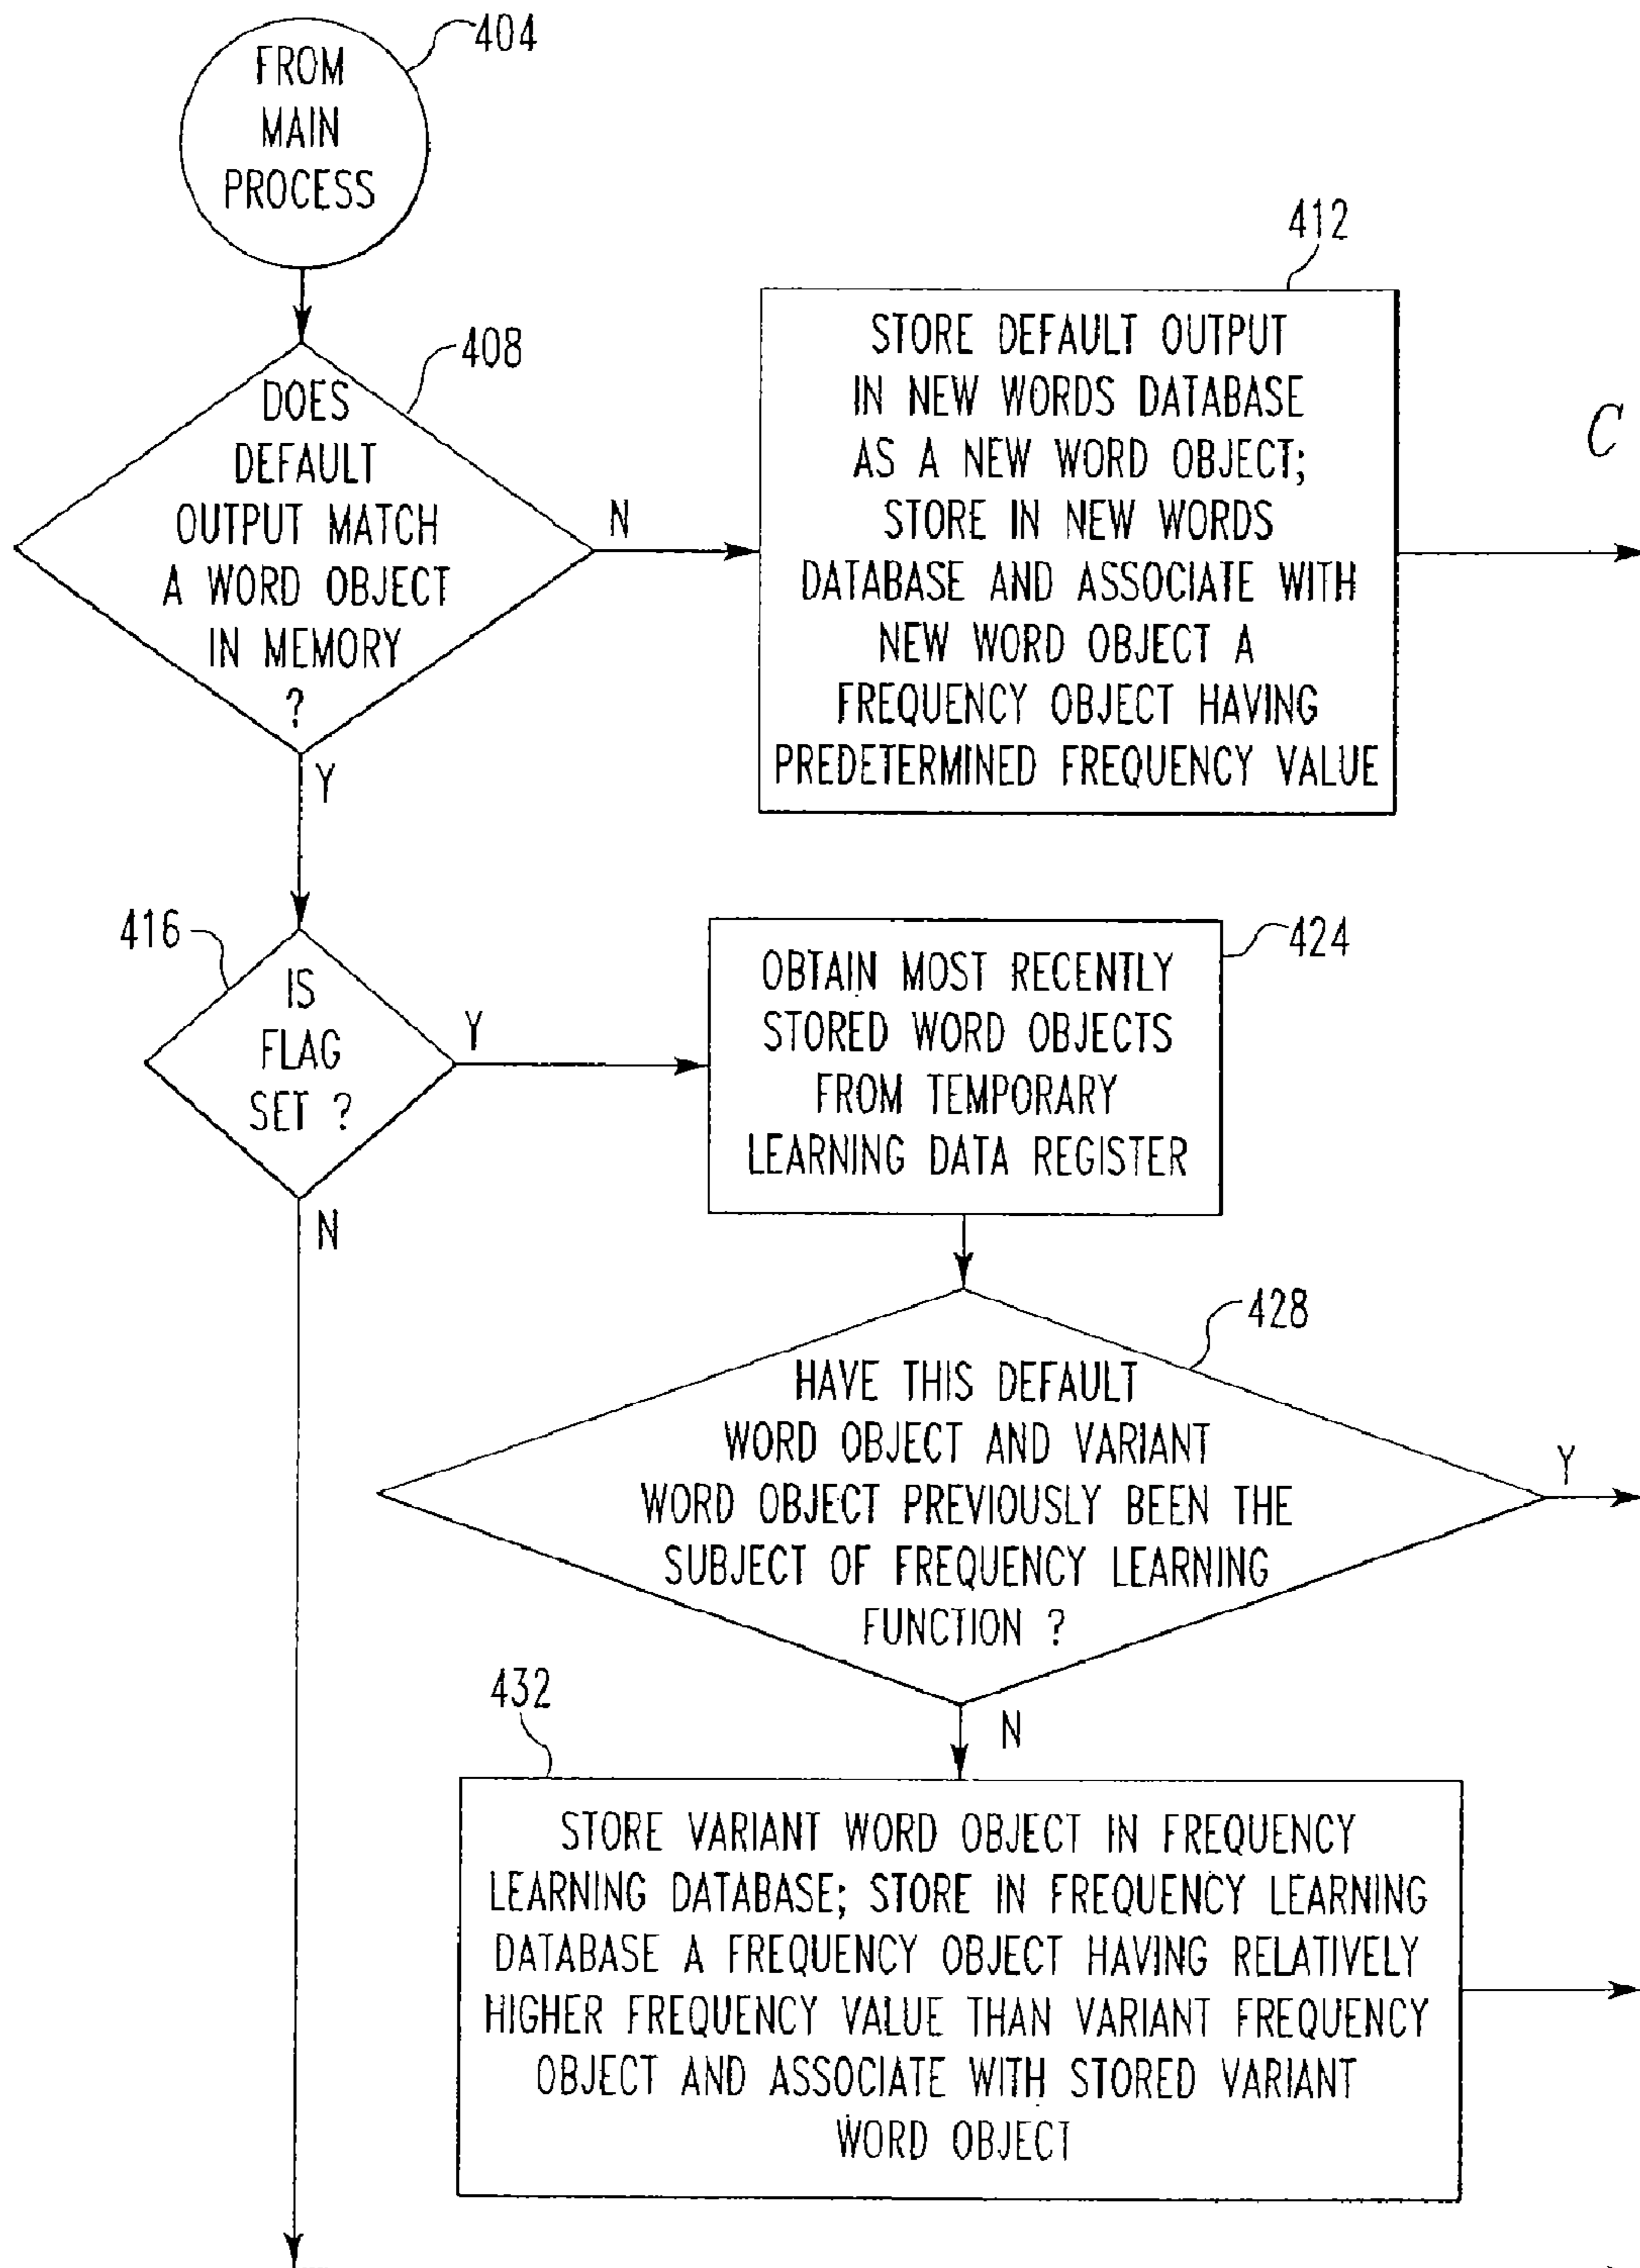 404
FROM
MAIN
PROCESS
408
DOES
DEFAULT
OUTPUT MATCH
A WORD OBJECT
IN MEMORY
?
N
Y
412
STORE DEFAULT OUTPUT
IN NEW WORDS DATABASE
AS A NEW WORD OBJECT;
STORE IN NEW WORDS
DATABASE AND ASSOCIATE WITH
NEW WORD OBJECT A
FREQUENCY OBJECT HAVING
PREDETERMINED FREQUENCY VALUE
C
416
IS
FLAG
SET ?
Y
N
424
OBTAIN MOST RECENTLY
STORED WORD OBJECTS
FROM TEMPORARY
LEARNING DATA REGISTER
428
HAVE THIS DEFAULT
WORD OBJECT AND VARIANT
WORD OBJECT PREVIOUSLY BEEN THE
SUBJECT OF FREQUENCY LEARNING
FUNCTION ?
Y
N
432
STORE VARIANT WORD OBJECT IN FREQUENCY
LEARNING DATABASE; STORE IN FREQUENCY LEARNING
DATABASE A FREQUENCY OBJECT HAVING RELATIVELY
HIGHER FREQUENCY VALUE THAN VARIANT FREQUENCY
OBJECT AND ASSOCIATE WITH STORED VARIANT
WORD OBJECT